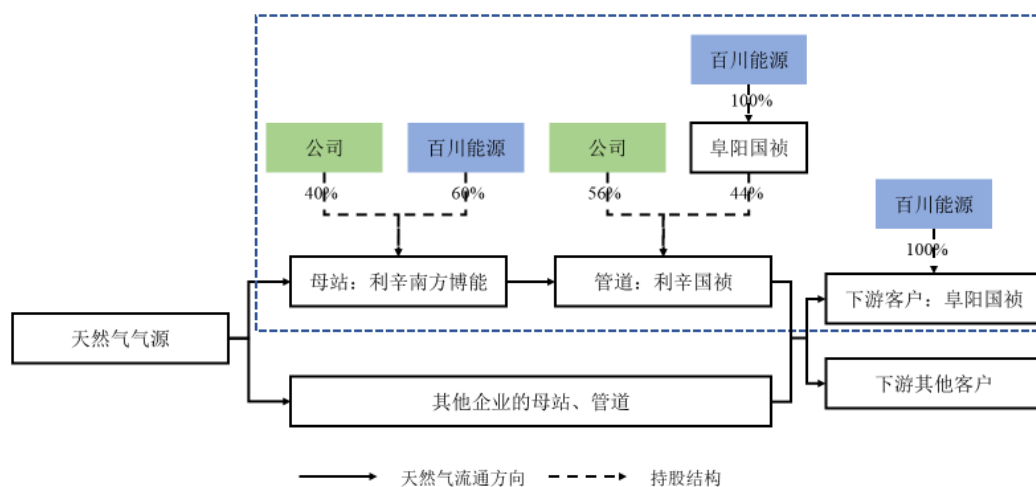 百川能源
100%
公司
百川能源
公司
阜阳国祯
40%
60%
56%
44%
百川能源
100%
母站：利辛南方博能
管道：利辛国祯
下游客户：阜阳国祯
天然气气源
其他企业的母站、管道
下游其他客户
天然气流通方向
持股结构